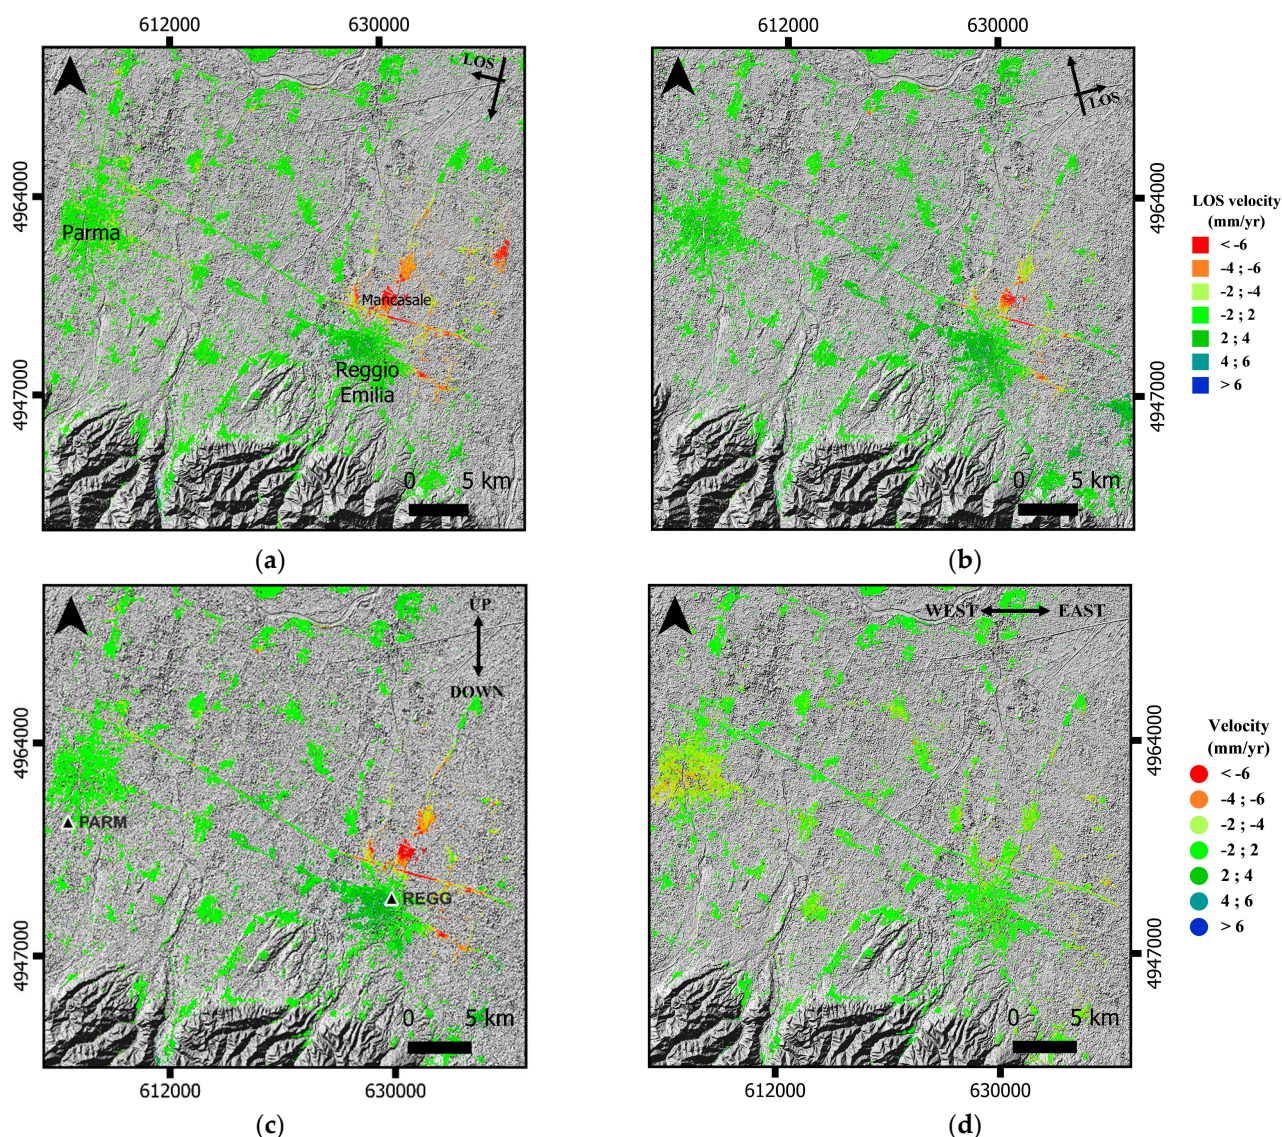 612000
630000
612000
630000
LOS
LOS
4964000
4947000
Parma
Mancasale
Reggio
Emilia
0 5 km
0 5 km
4964000
4947000
LOS velocity
(mm/yr)
< -6
-4 ; -6
-2 ; -4
-2 ; 2
2 ; 4
4 ; 6
> 6
(a)
(b)
UP
DOWN
WEST
EAST
4964000
4947000
PARM
REGG
0 5 km
0 5 km
4964000
4947000
Velocity
(mm/yr)
< -6
-4 ; -6
-2 ; -4
-2 ; 2
2 ; 4
4 ; 6
> 6
612000
630000
612000
630000
(c)
(d)